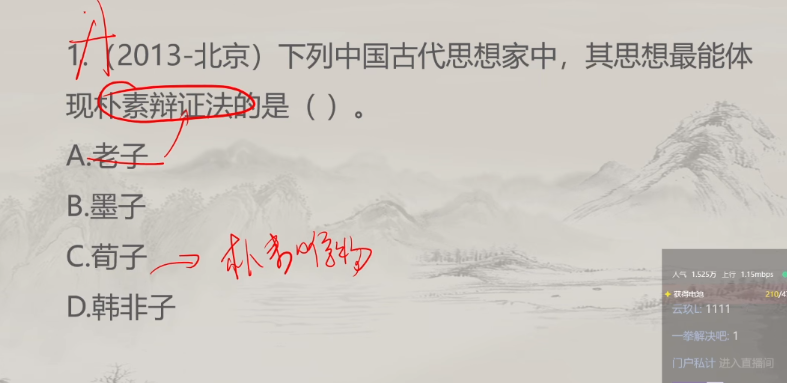 A
1.（2013-北京）下列中国古代思想家中，其思想最能体
现朴素辩证法的是（ ）。
A.老子
B.墨子
C.荀子 → 朴素唯物
D.韩非子
人气 1.525万 上行 1.15mbps
获得电池 210/4
云玖L: 1111
一拳解决吧: 1
门户私计 进入直播间